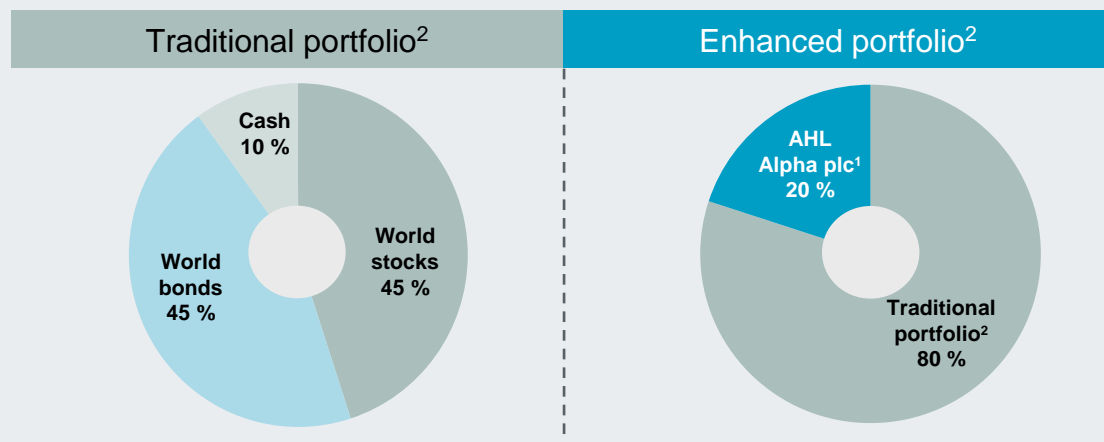 Traditional portfolio²
Enhanced portfolio²
Cash
10 %
World
stocks
45 %
World
bonds
45 %
AHL
Alpha plc¹
20 %
Traditional
portfolio²
80 %